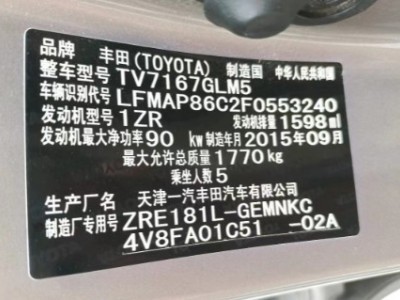 品牌 丰田(TOYOTA) 制造国 中华人民共和国
整车型号 TV7167GLM5
车辆识别代号 LFMAP86C2F0553240
发动机型号 1ZR 发动机排量 1598ml
发动机最大净功率 90 kw 制造年月 2015年09月
最大允许总质量 1770kg
乘坐人数 5
生产厂名: 天津一汽丰田汽车有限公司
制造厂专用号 ZRE181L-GEMNKC
4V8FA01C51 -02A